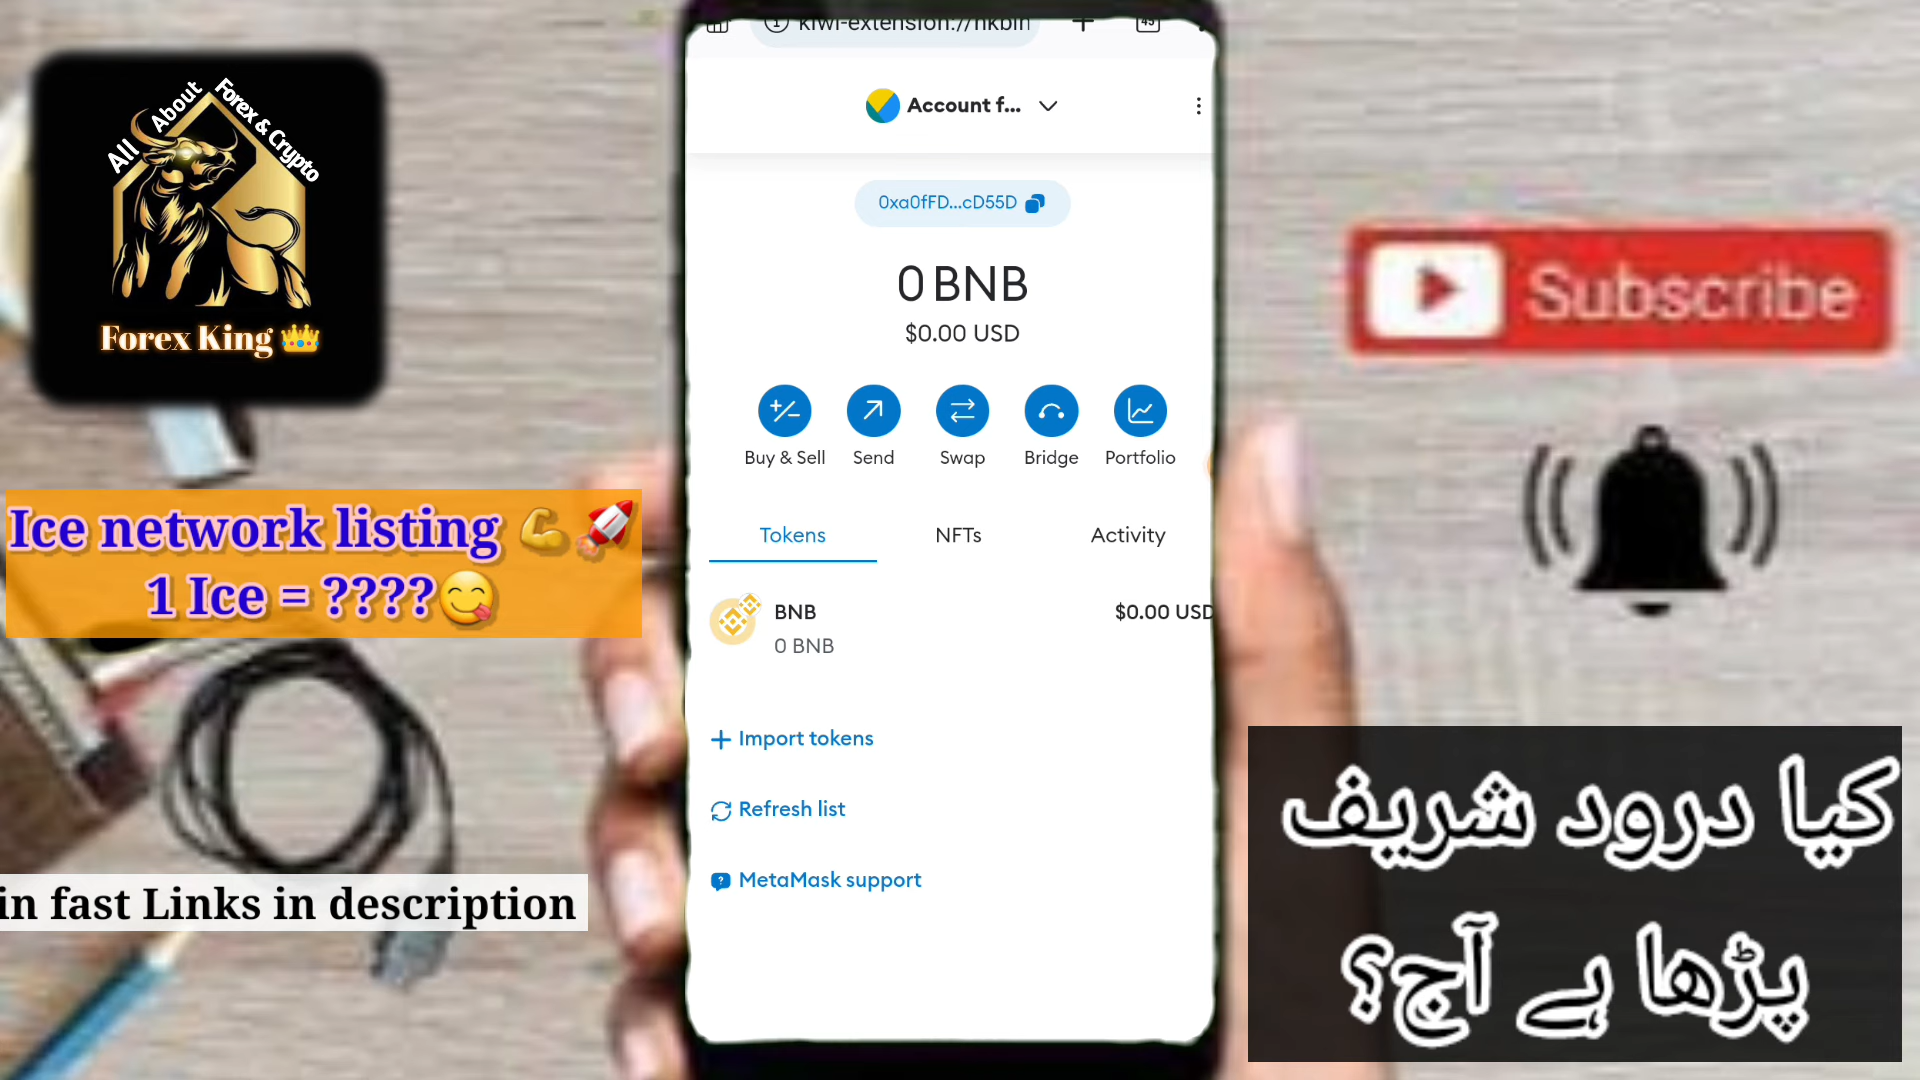 All About Forex & Crypto
Forex King 👑
Ice network listing 💪🚀
1 Ice = ????😋
in fast Links in description
kiwi-extension://nkbin
49
Account f...
0xa0fFD...cD55D
0 BNB
$0.00 USD
Buy & Sell Send Swap Bridge Portfolio
Tokens NFTs Activity
BNB $0.00 USD
0 BNB
+ Import tokens
Refresh list
MetaMask support
Subscribe
کیا درود شریف
پڑھا ہے آج؟